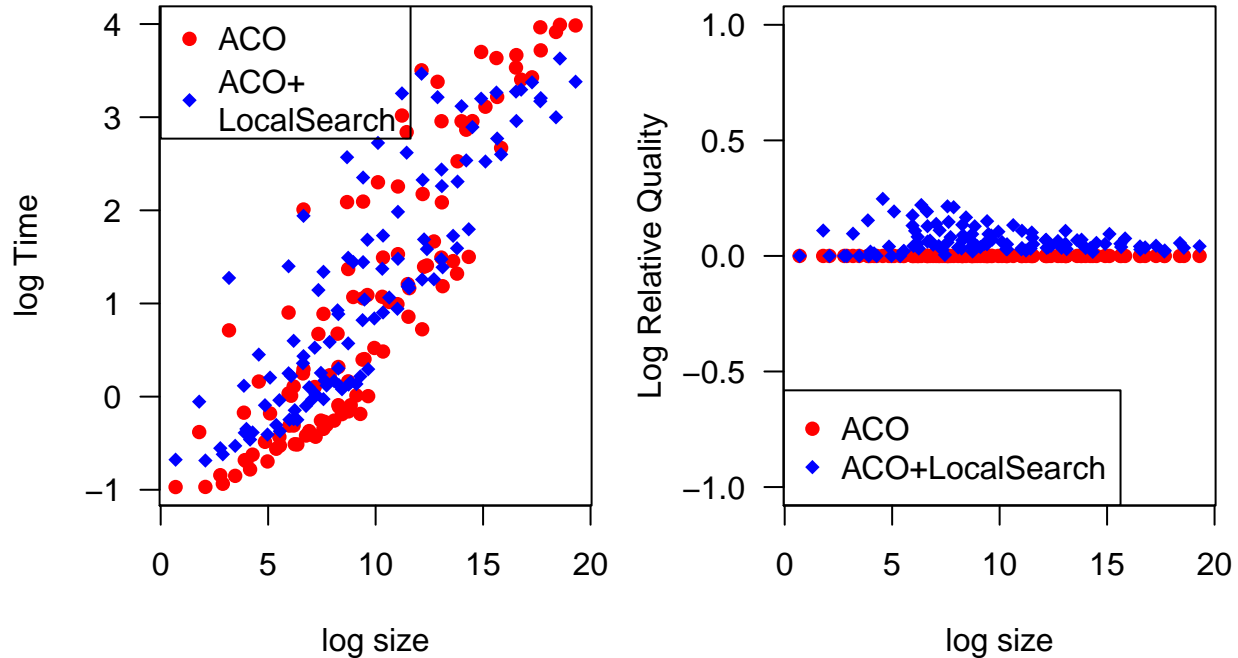 ACO
ACO+
LocalSearch
4
3
2
1
0
−1
log Time
0
5
10
15
20
log size
1.0
0.5
0.0
−0.5
−1.0
Log Relative Quality
ACO
ACO+LocalSearch
0
5
10
15
20
log size